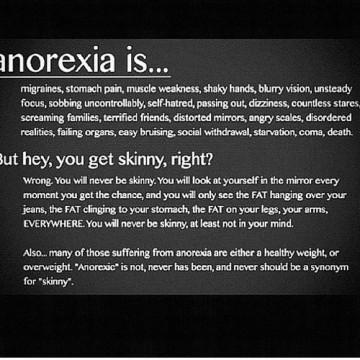 anorexia is...
migraines, stomach pain, muscle weakness, shaky hands, blurry vision, unsteady
focus, sobbing uncontrollably, self-hatred, passing out, dizziness, countless stares,
screaming families, terrified friends, distorted mirrors, angry scales, disordered
realities, failing organs, easy bruising, social withdrawal, starvation, coma, death.
But hey, you get skinny, right?
Wrong. You will never be skinny. You will look at yourself in the mirror every
moment you get the chance, and you will only see the FAT hanging over your
jeans, the FAT clinging to your stomach, the FAT on your legs, your arms,
EVERYWHERE. You will never be skinny, at least not in your mind.
Also... many of those suffering from anorexia are either a healthy weight, or
overweight. "Anorexic" is not, never has been, and never should be a synonym
for "skinny".